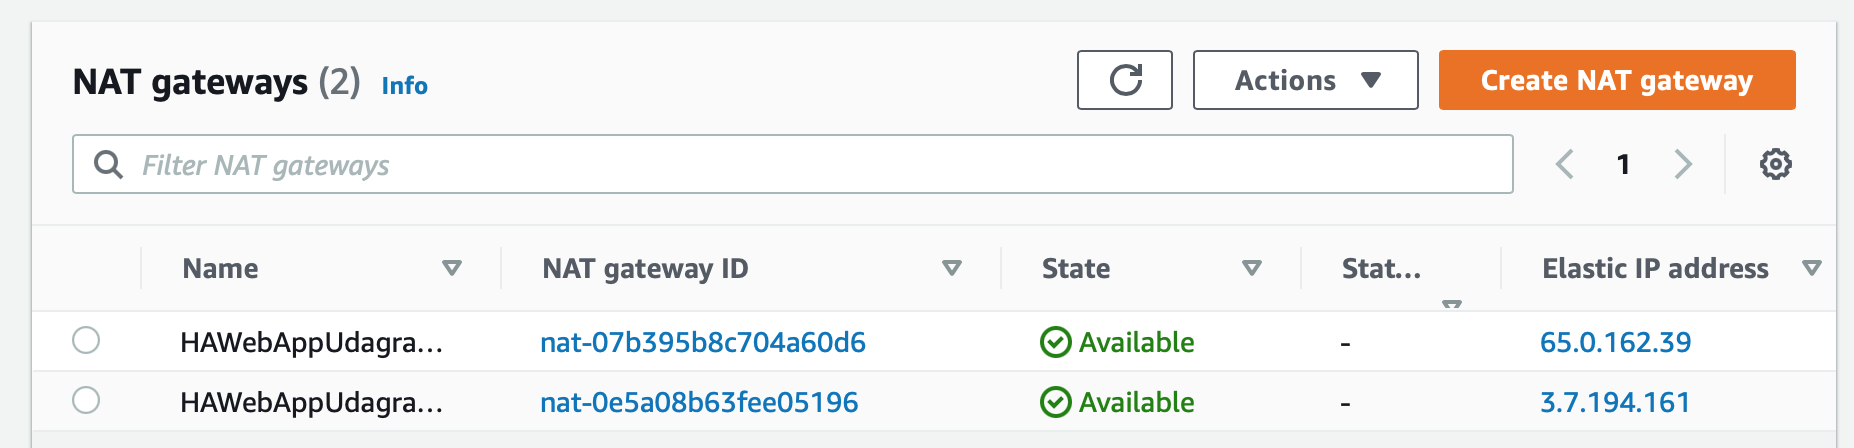 NAT gateways (2) Info
Actions
Create NAT gateway
Filter NAT gateways
1
Name NAT gateway ID State Stat... Elastic IP address
HAWebAppUdagra... nat-07b395b8c704a60d6 Available - 65.0.162.39
HAWebAppUdagra... nat-0e5a08b63fee05196 Available - 3.7.194.161